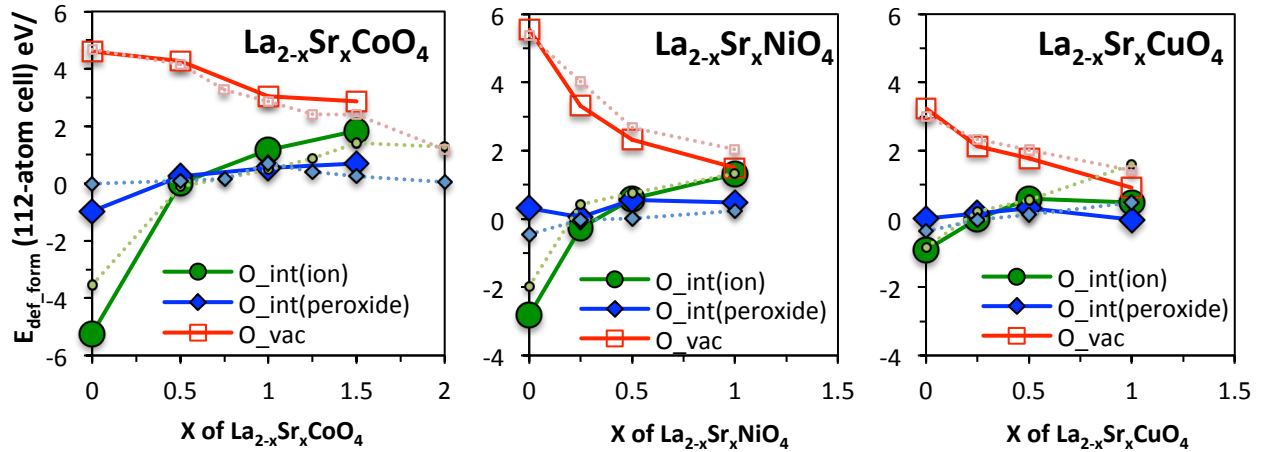 E_def_form (112-atom cell) eV/
6
4
2
0
-2
-4
-6
La₂₋ₓSrₓCoO₄
O_int(ion)
O_int(peroxide)
O_vac
0 0.5 1 1.5 2
X of La₂₋ₓSrₓCoO₄
6
4
2
0
-2
-4
La₂₋ₓSrₓNiO₄
O_int(ion)
O_int(peroxide)
O_vac
0 0.5 1 1.5
X of La₂₋ₓSrₓNiO₄
6
4
2
0
-2
-4
La₂₋ₓSrₓCuO₄
O_int(ion)
O_int(peroxide)
O_vac
0 0.5 1 1.5
X of La₂₋ₓSrₓCuO₄